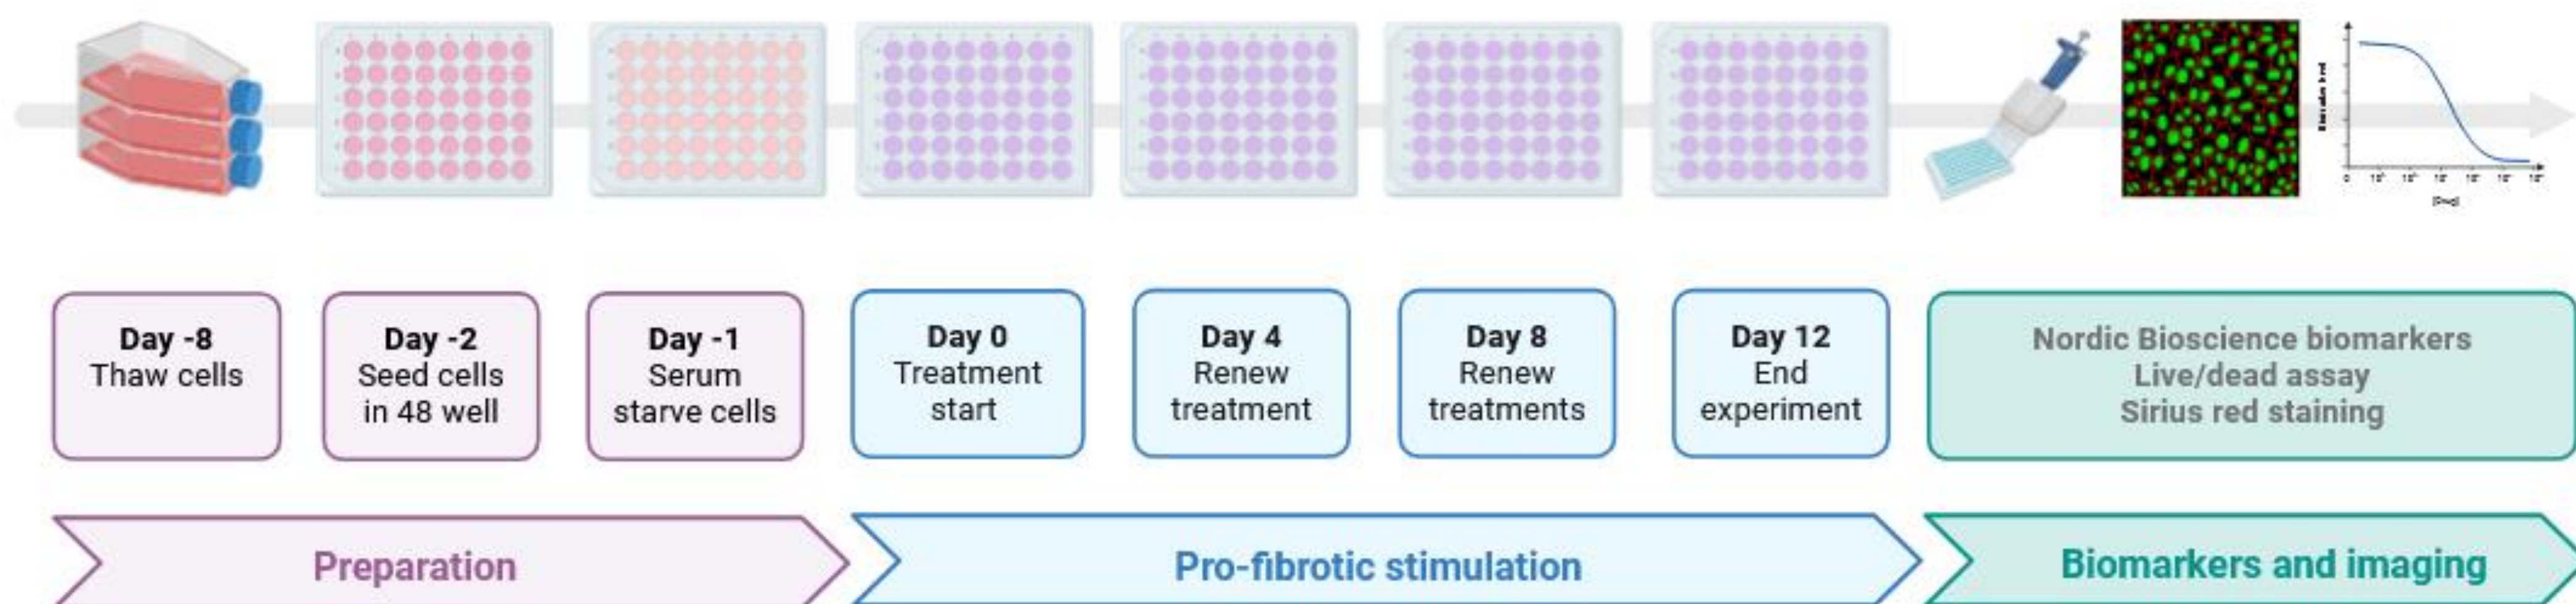 Day -8
Thaw cells
Day -2
Seed cells
in 48 well
Day -1
Serum
starve cells
Day 0
Treatment
start
Day 4
Renew
treatment
Day 8
Renew
treatments
Day 12
End
experiment
Nordic Bioscience biomarkers
Live/dead assay
Sirius red staining
Preparation
Pro-fibrotic stimulation
Biomarkers and imaging